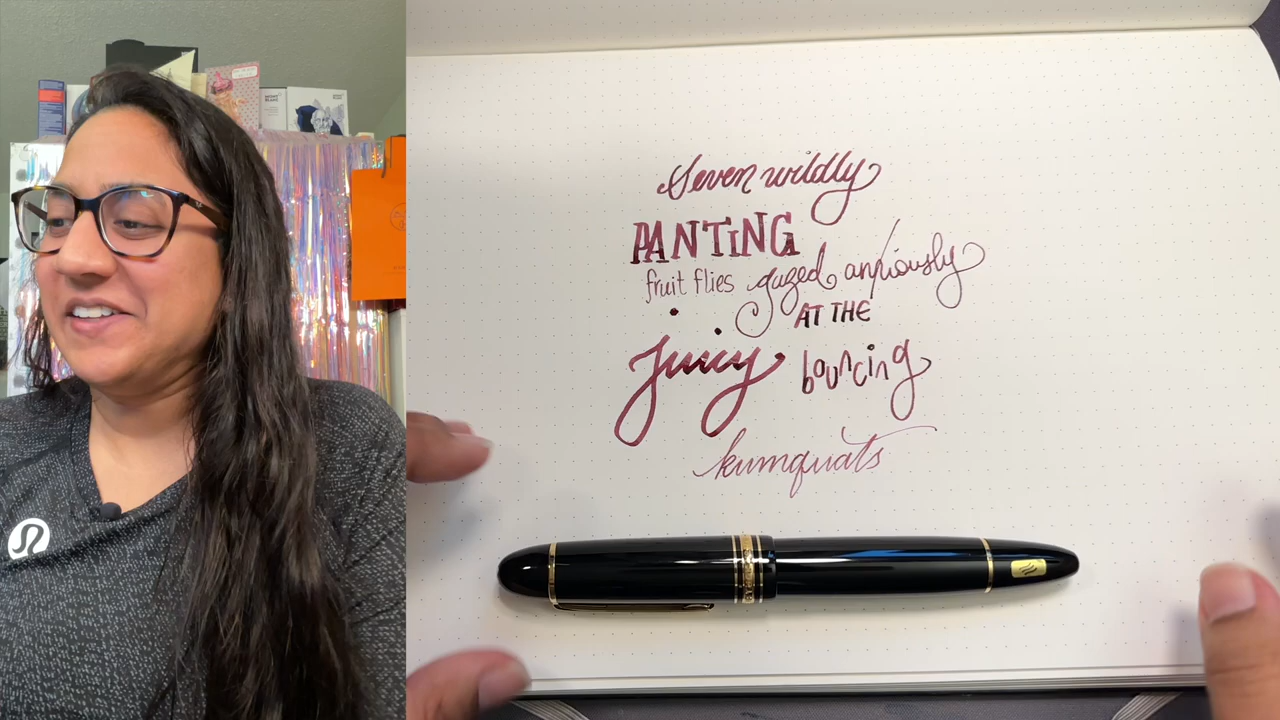 Seven wildly
PANTING
fruit flies gazed anxiously
AT THE
juicy bouncing
kumquats